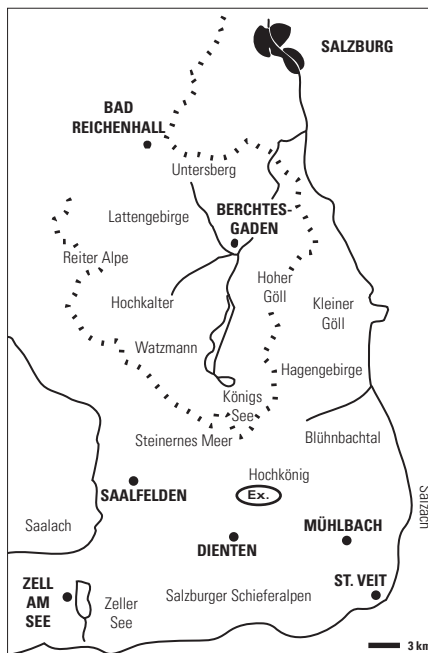 SALZBURG
BAD
REICHENHALL
Untersberg
Lattengebirge
BERCHTES-
GADEN
Reiter Alpe
Hoher
Göll
Hochkalter
Kleiner
Göll
Watzmann
Hagengebirge
Königs
See
Steinernes Meer
Blühnbachtal
Hochkönig
SAALFELDEN
Ex.
Salzach
Saalach
MÜHLBACH
DIENTEN
ZELL
AM
SEE
Zeller
See
Salzburger Schieferalpen
ST. VEIT
3 km